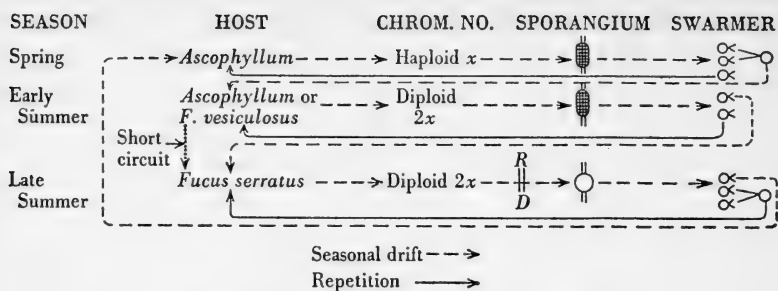 SEASON HOST CHROM. NO. SPORANGIUM SWARMER
Spring Ascophyllum Haploid x
Early Ascophyllum or Diploid
Summer F. vesiculosus 2x
Short
circuit
R
Late Fucus serratus Diploid 2x
Summer D
Seasonal drift
Repetition